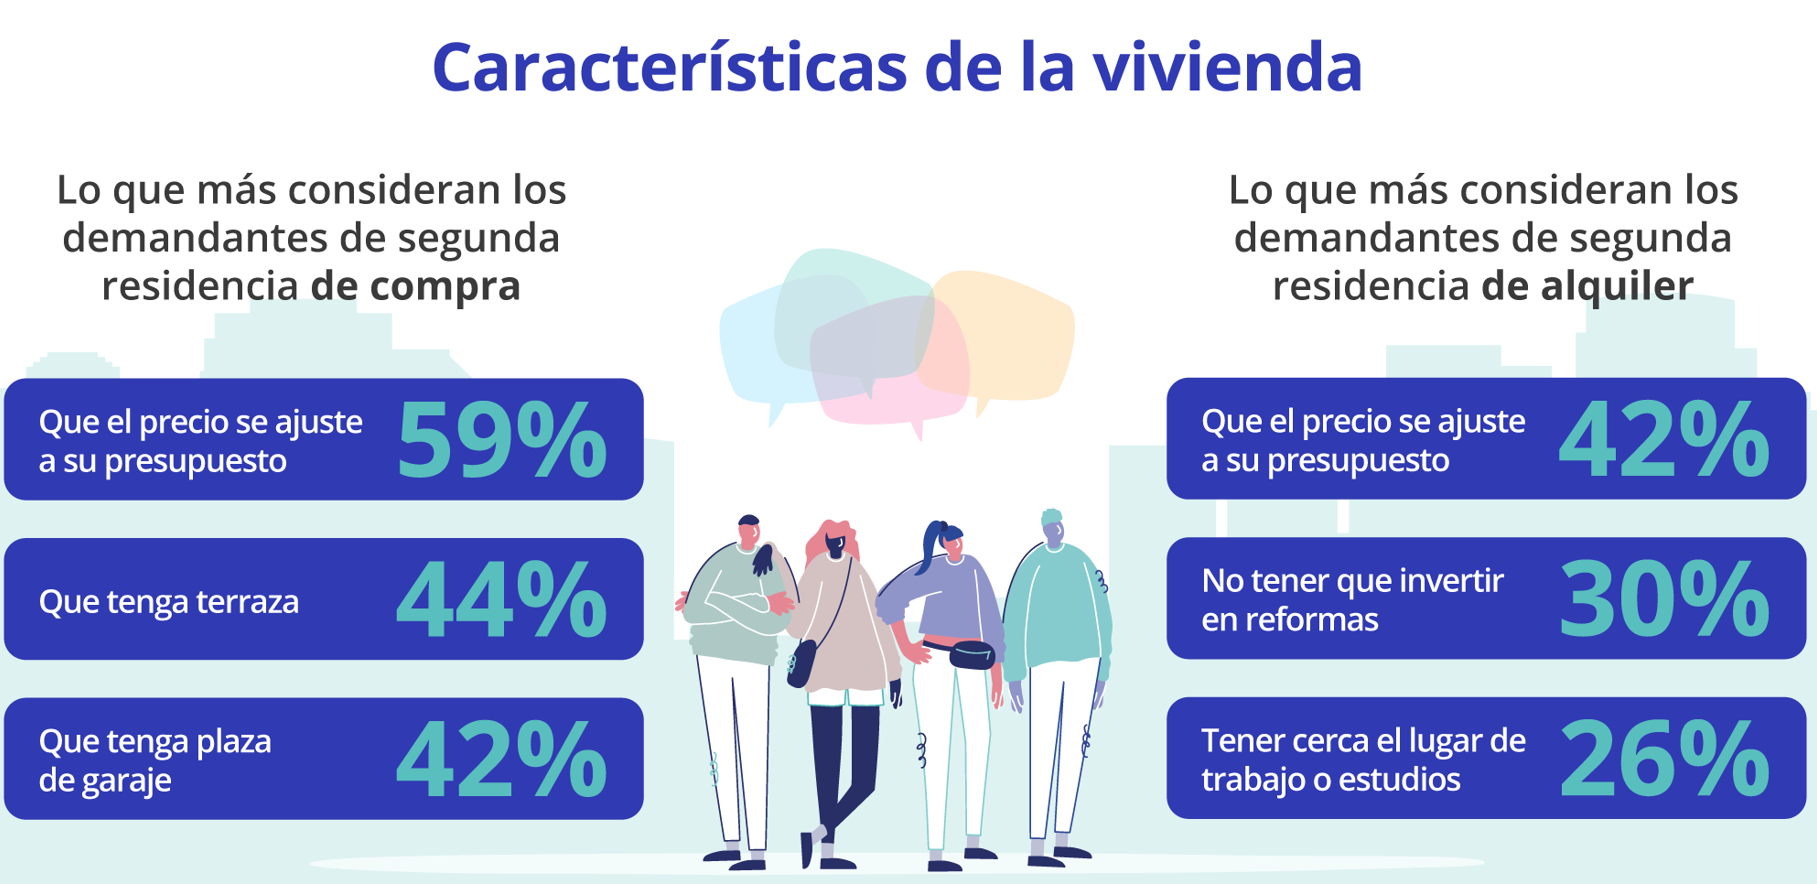 Características de la vivienda
Lo que más consideran los
demandantes de segunda
residencia de compra
Que el precio se ajuste
a su presupuesto
59%
Que tenga terraza
44%
Que tenga plaza
de garaje
42%
Lo que más consideran los
demandantes de segunda
residencia de alquiler
Que el precio se ajuste
a su presupuesto
42%
No tener que invertir
en reformas
30%
Tener cerca el lugar de
trabajo o estudios
26%